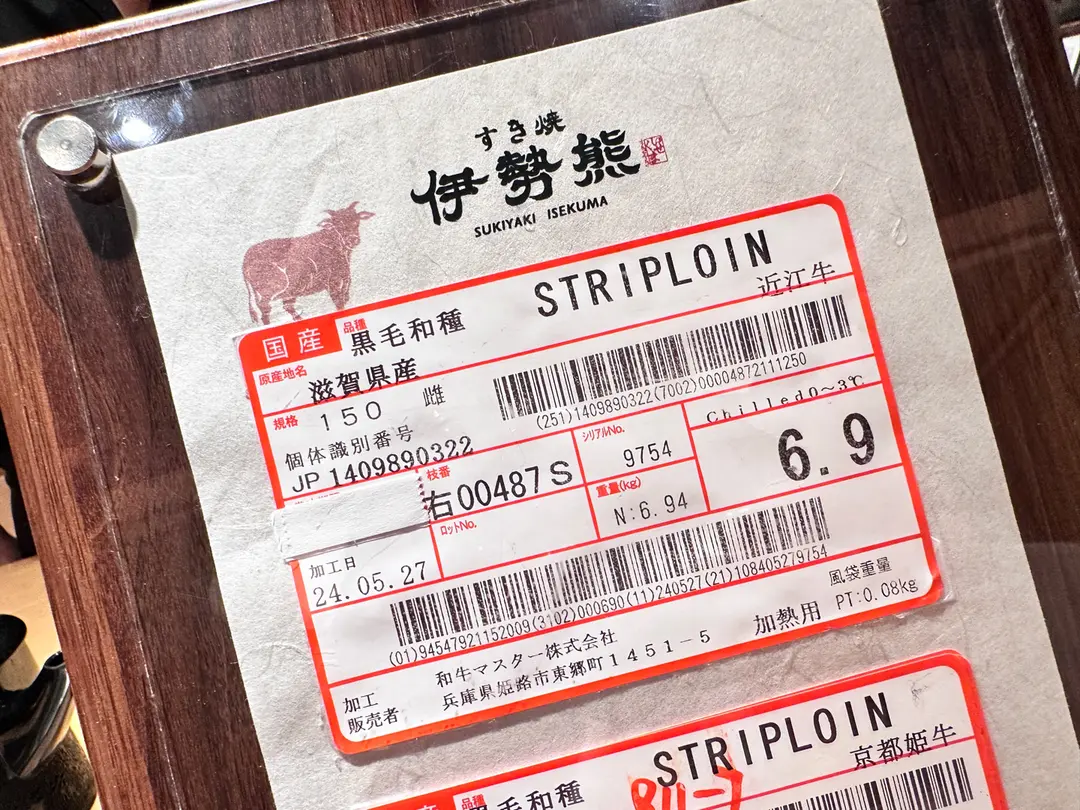 すき焼
伊勢熊
SUKIYAKI ISEKUMA
国産 品種 黒毛和種 STRIPLOIN 近江牛
原産地名 滋賀県産
規格 150 雌
(251)1409890322(7002)00004872111250
個体識別番号
JP 1409890322
枝番 右00487S
シリアルNo. 9754
Chilled0〜3℃
6.9
ロットNo.
重量(kg) N:6.94
加工日
24.05.27
(01)94547921152009(3102)000690(11)240527(21)108405279754
風袋重量
加熱用 PT:0.08kg
加工
販売者
和牛マスター株式会社
兵庫県姫路市東郷町1451-5
STRIPLOIN
京都姫牛
産 品種 黒毛和種